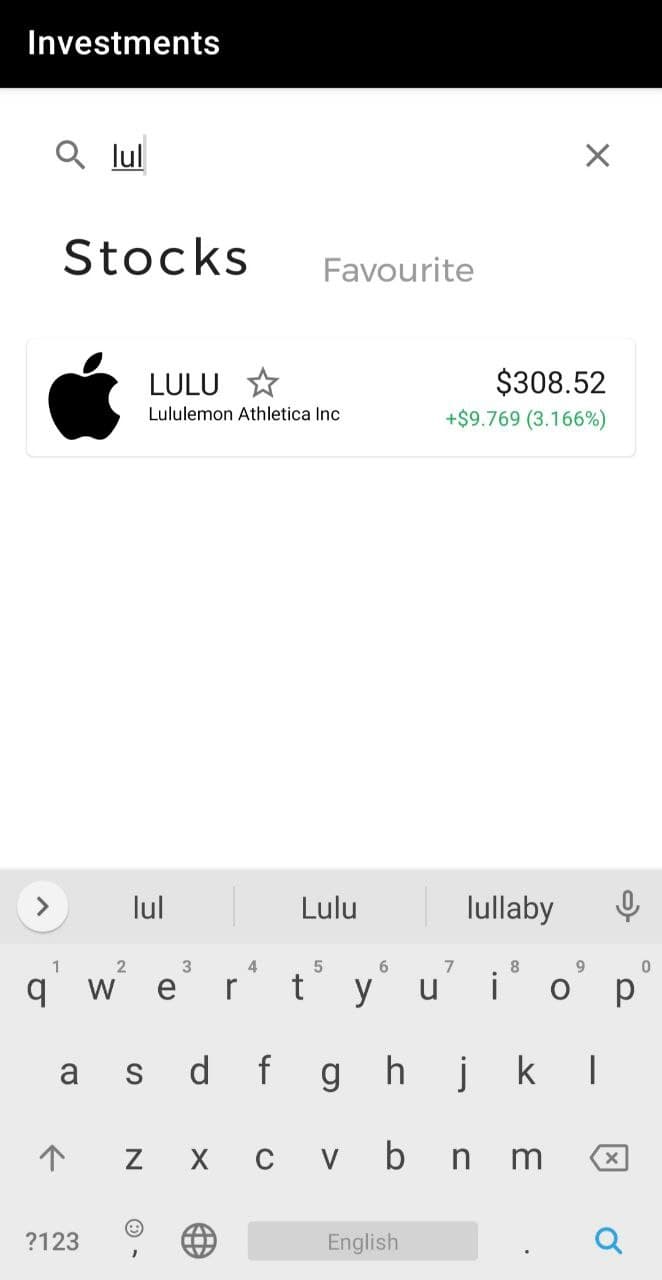 Investments
lul
Stocks Favourite
LULU $308.52
Lululemon Athletica Inc +$9.769 (3.166%)
lul Lulu lullaby
1 2 3 4 5 6 7 8 9 0
q w e r t y u i o p
a s d f g h j k l
z x c v b n m
?123 , English .